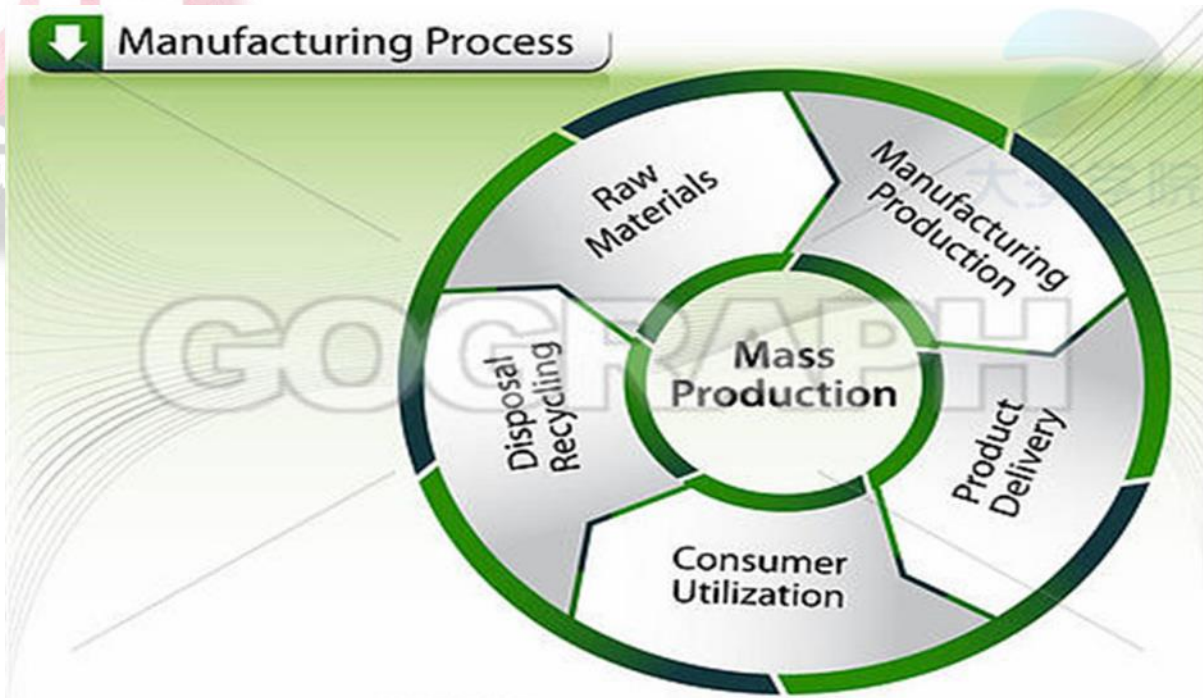 Manufacturing Process
Raw
Materials
Manufacturing
Production
Product
Delivery
Consumer
Utilization
Disposal
Recycling
Mass
Production
GOGRAPH